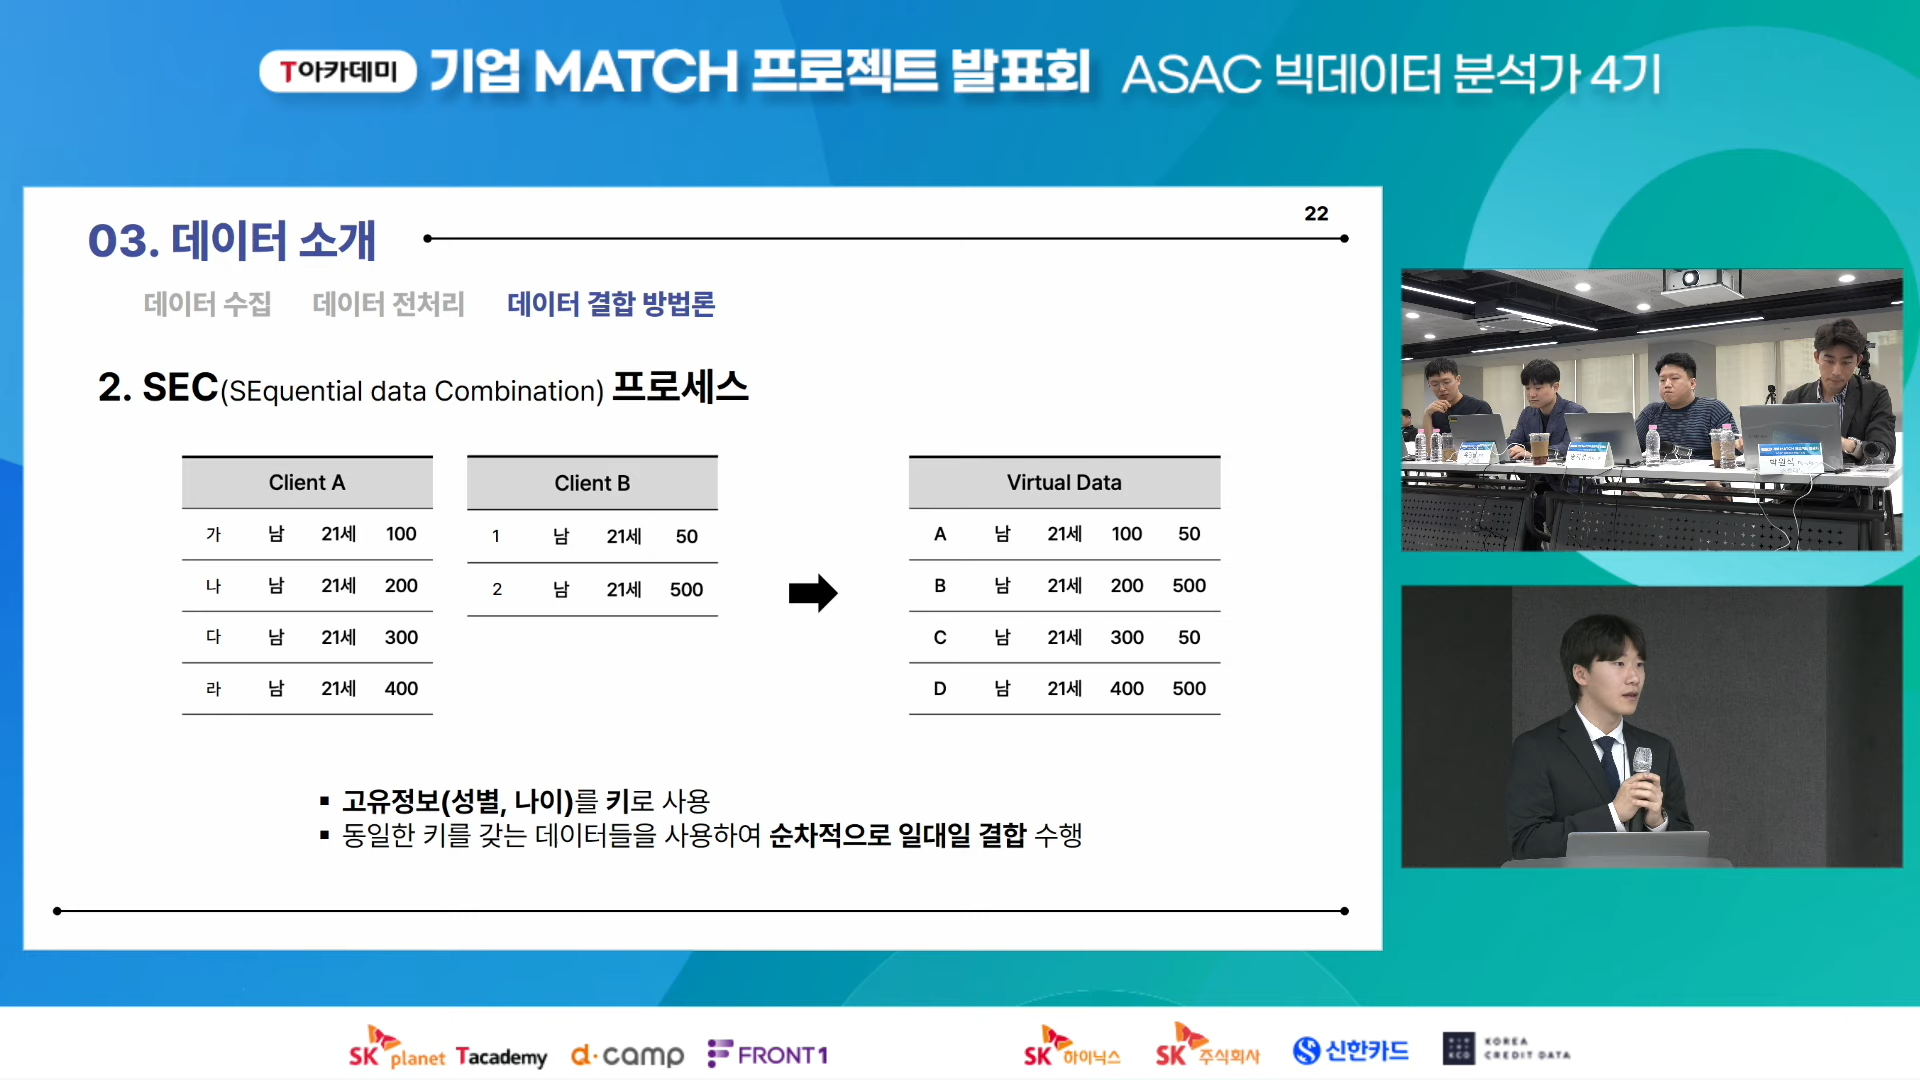 T아카데미 기업 MATCH 프로젝트 발표회 ASAC 빅데이터 분석가 4기
22
03. 데이터 소개
데이터 수집 데이터 전처리 데이터 결합 방법론
2. SEC(SEquential data Combination) 프로세스
Client A
가 남 21세 100
나 남 21세 200
다 남 21세 300
라 남 21세 400
Client B
1 남 21세 50
2 남 21세 500
Virtual Data
A 남 21세 100 50
B 남 21세 200 500
C 남 21세 300 50
D 남 21세 400 500
▪ 고유정보(성별, 나이)를 키로 사용
▪ 동일한 키를 갖는 데이터들을 사용하여 순차적으로 일대일 결합 수행
SK planet Tacademy d·camp FRONT1 SK 하이닉스 SK 주식회사 신한카드 KCD KOREA CREDIT DATA